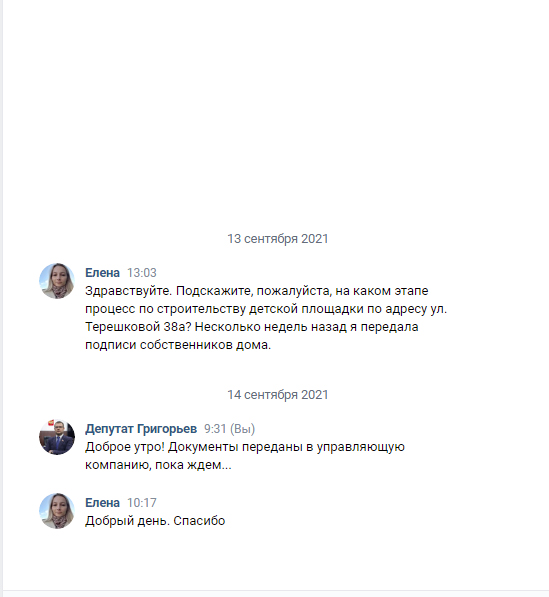 13 сентября 2021
Елена 13:03
Здравствуйте. Подскажите, пожалуйста, на каком этапе
процесс по строительству детской площадки по адресу ул.
Терешковой 38а? Несколько недель назад я передала
подписи собственников дома.
14 сентября 2021
Депутат Григорьев 9:31 (Вы)
Доброе утро! Документы переданы в управляющую
компанию, пока ждем...
Елена 10:17
Добрый день. Спасибо